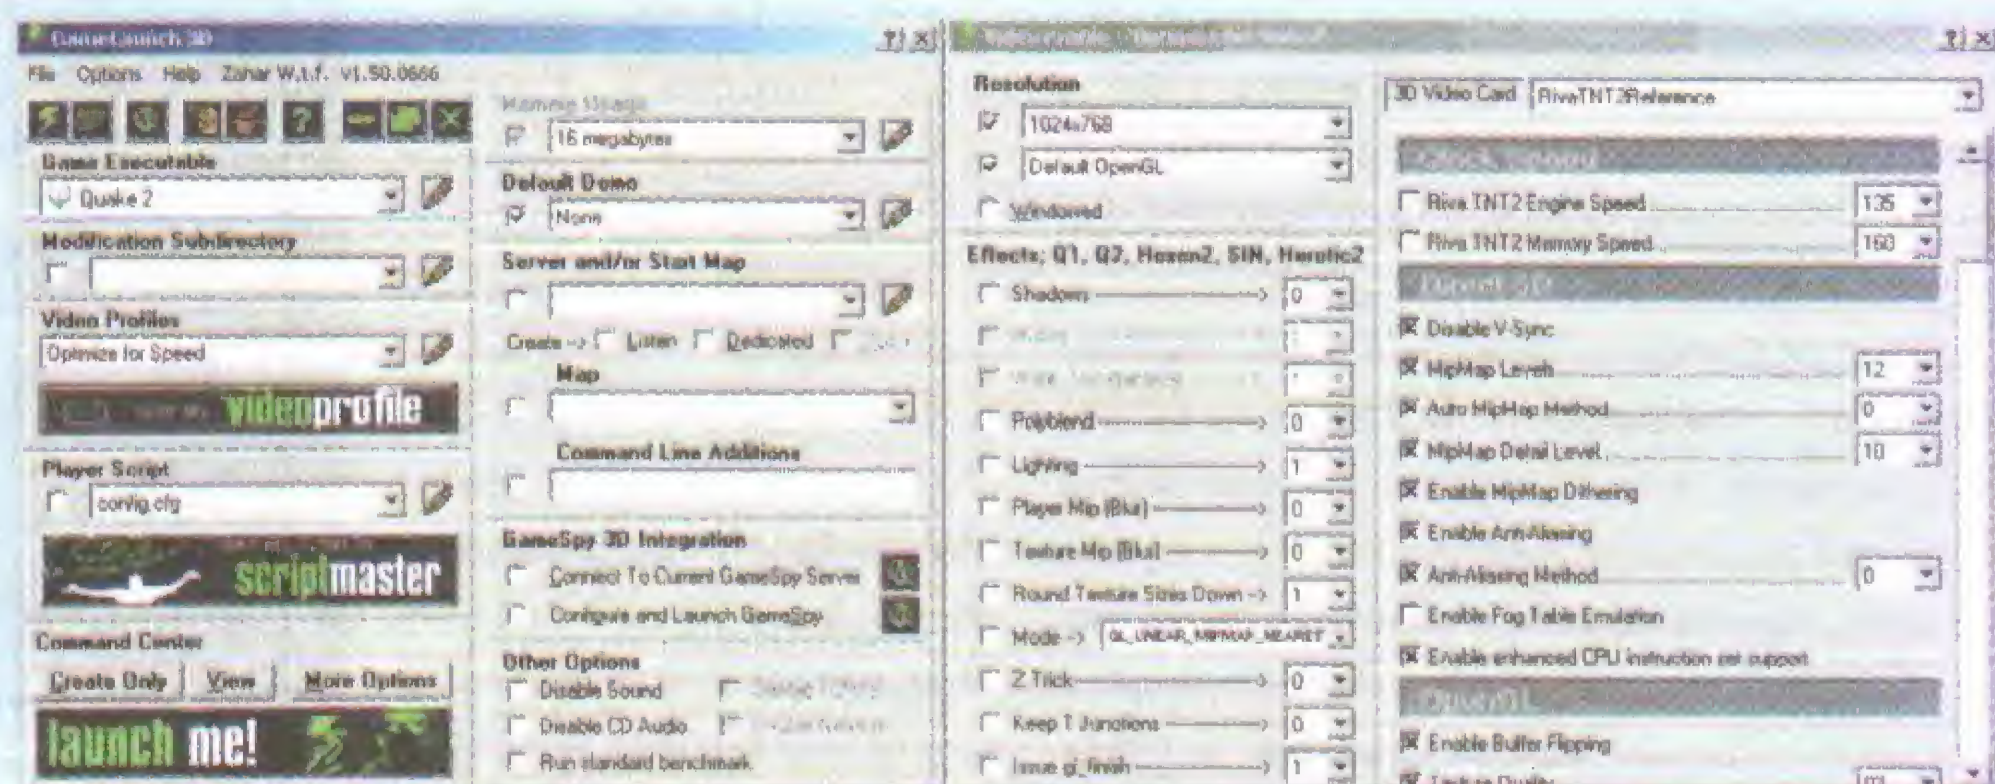 GameLaunch 3D
File Options Help Zahar W.t.f. v1.50.0666
Game Executable
Quake 2
Modification Subdirectory
Video Profiles
Optimize for Speed
videoprofile
Player Script
config.cfg
scriptmaster
Command Center
Create Only View More Options
launch me!
Memory Usage
16 megabytes
Default Demo
None
Server and/or Start Map
Create -> Listen Dedicated
Map
Command Line Additions
GameSpy 3D Integration
Connect To Current GameSpy Server
Configure and Launch GameSpy
Other Options
Disable Sound
Disable CD Audio
Run standard benchmark
Resolution
1024x768
Default OpenGL
Windowed
Effects; Q1, Q2, Hexen2, SIN, Heretic2
Shadows -> 0
Polyblend -> 0
Lighting -> 1
Player Mip (Blur) -> 0
Texture Mip (Blur) -> 0
Round Texture Sizes Down -> 1
Mode -> GL_LINEAR_MIPMAP_NEAREST
Z Trick -> 0
Keep T Junctions -> 0
Issue gl_finish -> 1
3D Video Card RivaTNT2Reference
Riva TNT2 Engine Speed 135
Riva TNT2 Memory Speed 160
Disable V-Sync
MipMap Levels 12
Auto MipMap Method 0
MipMap Detail Level 10
Enable MipMap Dithering
Enable Anti-Aliasing
Anti-Aliasing Method 0
Enable Fog Table Emulation
Enable enhanced CPU instruction set support
OpenGL
Enable Buffer Flipping
Texture Quality